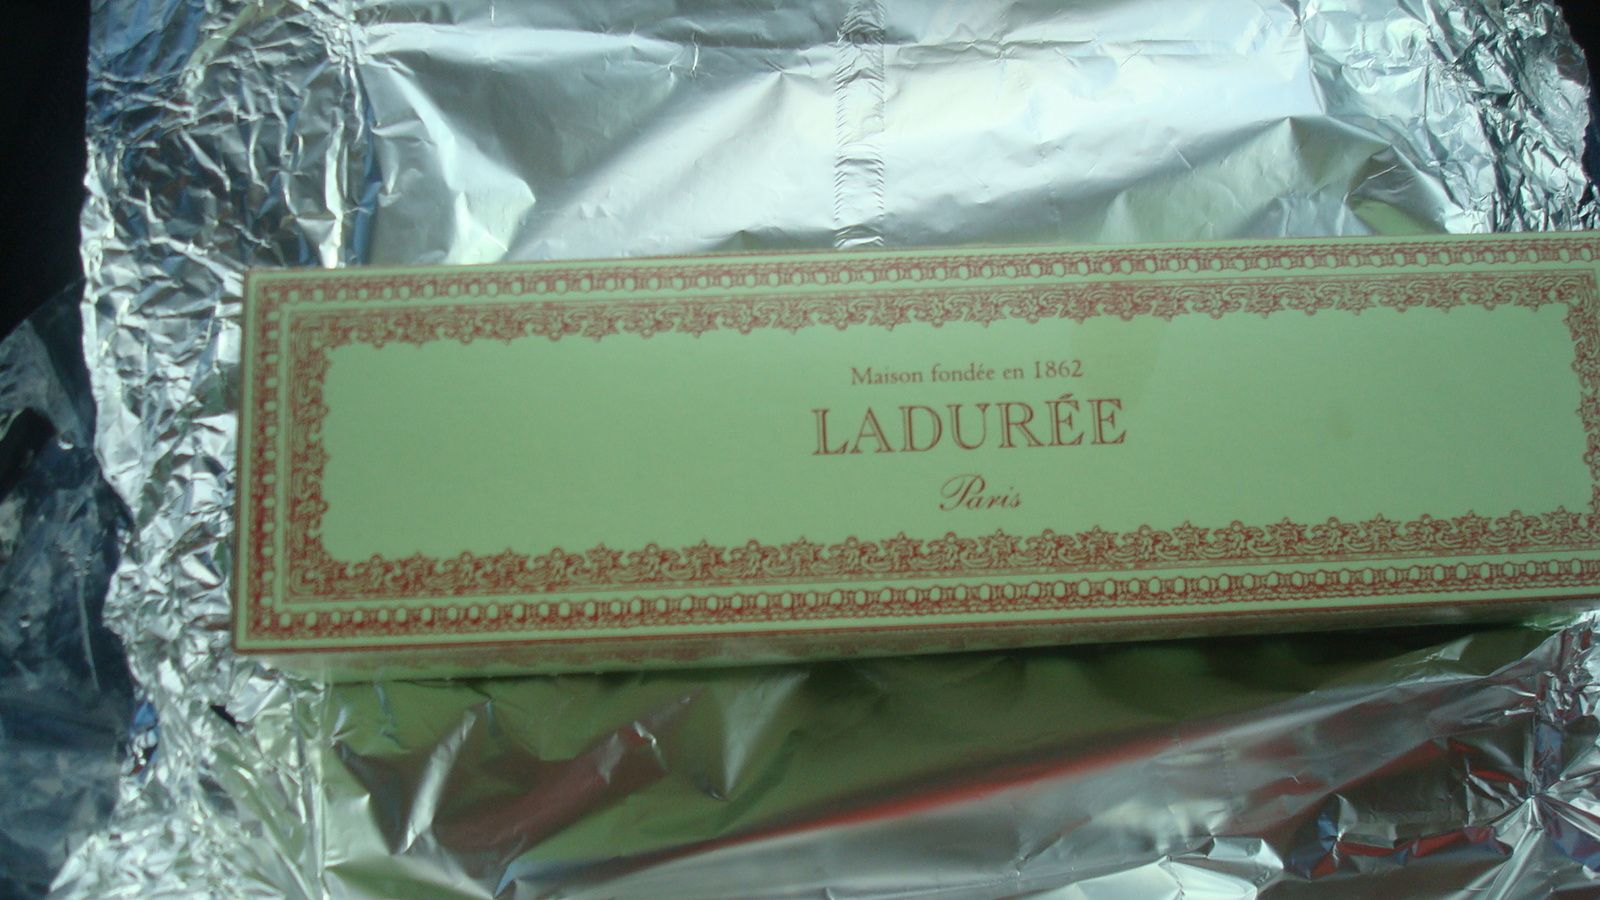 Maison fondée en 1862
LADURÉE
Paris